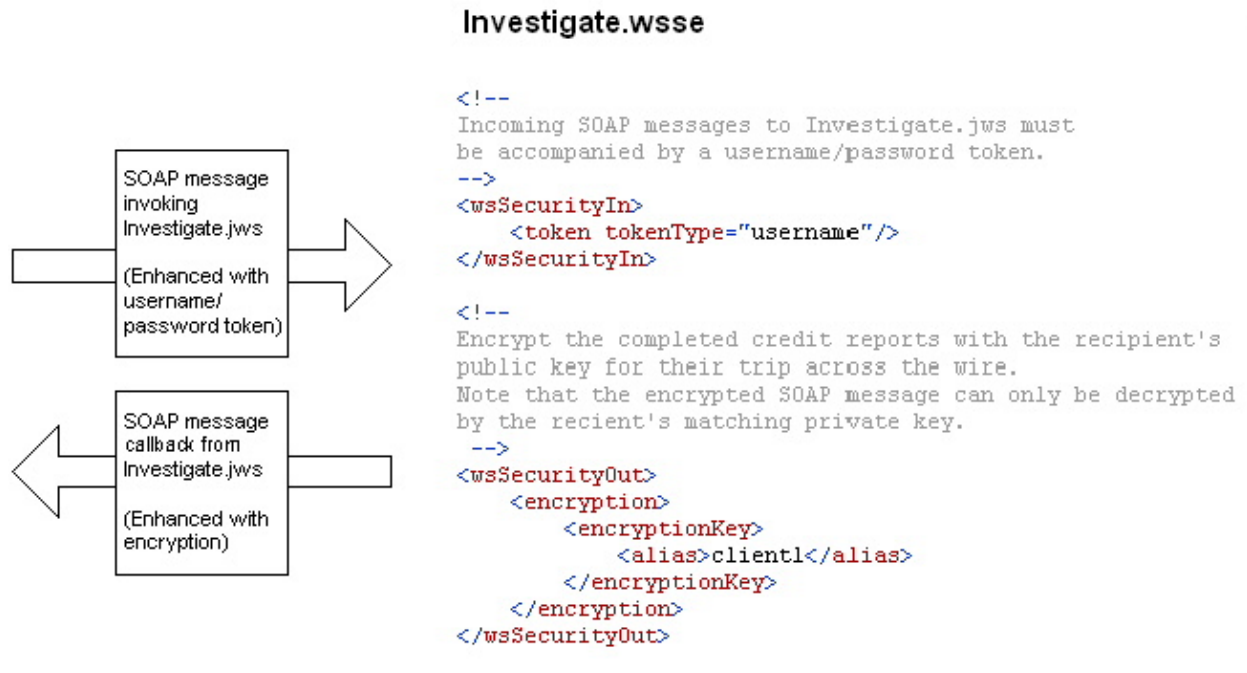 Investigate.wsse
SOAP message
invoking
Investigate.jws
(Enhanced with
username/
password token)
SOAP message
callback from
Investigate.jws
(Enhanced with
encryption)
<!--
Incoming SOAP messages to Investigate.jws must
be accompanied by a username/password token.
-->
<wsSecurityIn>
    <token tokenType="username"/>
</wsSecurityIn>
<!--
Encrypt the completed credit reports with the recipient's
public key for their trip across the wire.
Note that the encrypted SOAP message can only be decrypted
by the recient's matching private key.
 -->
<wsSecurityOut>
    <encryption>
        <encryptionKey>
            <alias>client1</alias>
        </encryptionKey>
    </encryption>
</wsSecurityOut>